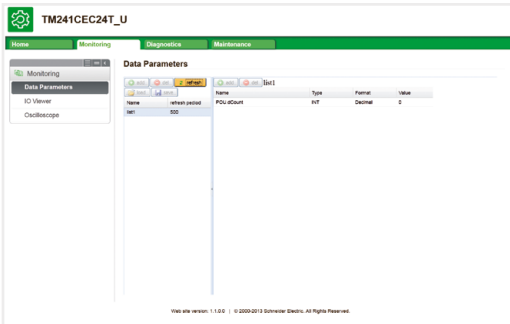 TM241CEC24T_U
Home Monitoring Diagnostics Maintenance
Monitoring
Data Parameters
IO Viewer
Oscilloscope
Data Parameters
add del refresh
load save
Name refresh period
list1 500
add del list1
Name Type Format Value
POU dCount INT Decimal 0
Web site version: 1.1.0.0 | © 2009-2013 Schneider Electric. All Rights Reserved.